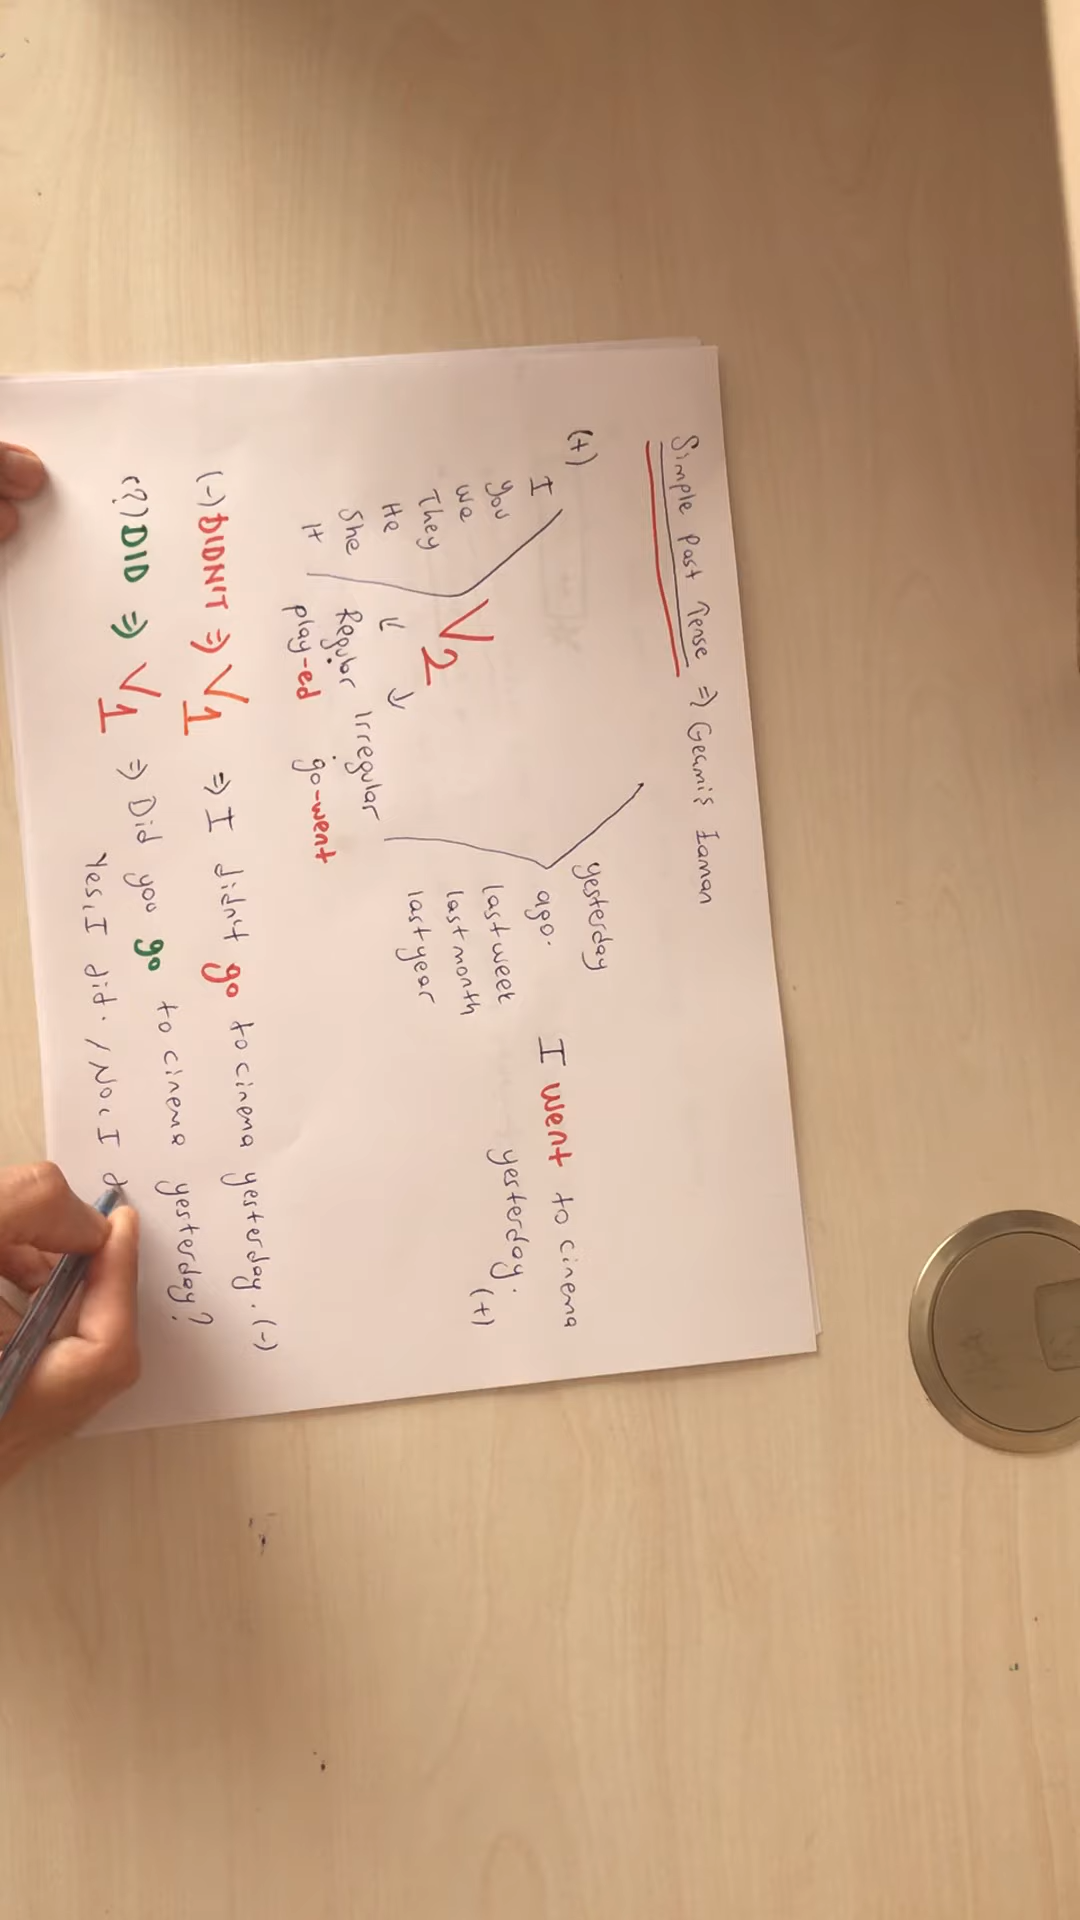 Simple Past Tense ⇒ Geçmiş Zaman
(+)
I
you
we
They
He
She
It
V2
↓ ↓
Regular Irregular
play-ed go-went
yesterday
ago.
last week
last month
last year
I went to cinema
yesterday.
(+)
(-) DIDN'T ⇒ V1 ⇒ I didn't go to cinema yesterday. (-)
(?) DID ⇒ V1 ⇒ Did you go to cinema yesterday?
Yes, I did. / No, I d